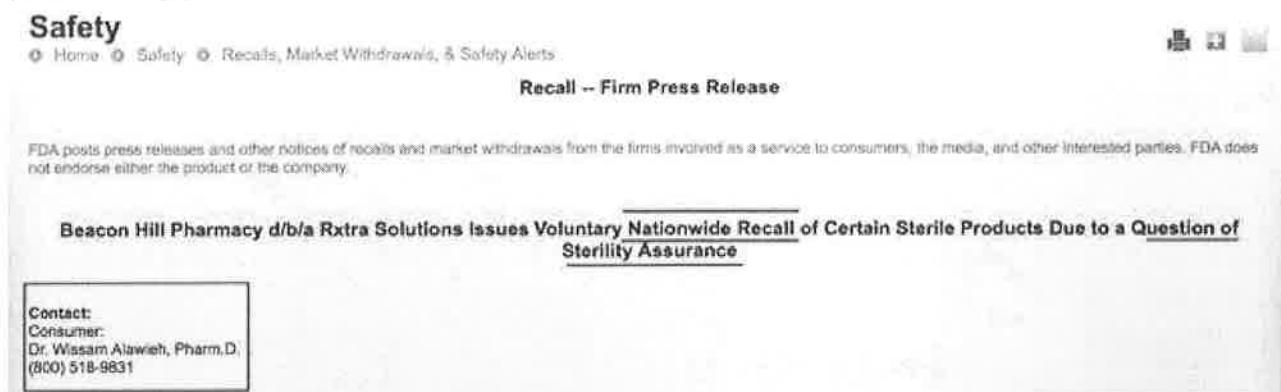 Safety
Home Safety Recalls, Market Withdrawals, & Safety Alerts
Recall -- Firm Press Release
FDA posts press releases and other notices of recalls and market withdrawals from the firms involved as a service to consumers, the media, and other interested parties. FDA does
not endorse either the product or the company.
Beacon Hill Pharmacy d/b/a Rxtra Solutions Issues Voluntary Nationwide Recall of Certain Sterile Products Due to a Question of
Sterility Assurance
Contact:
Consumer:
Dr. Wissam Alawieh, Pharm.D.
(800) 518-9831